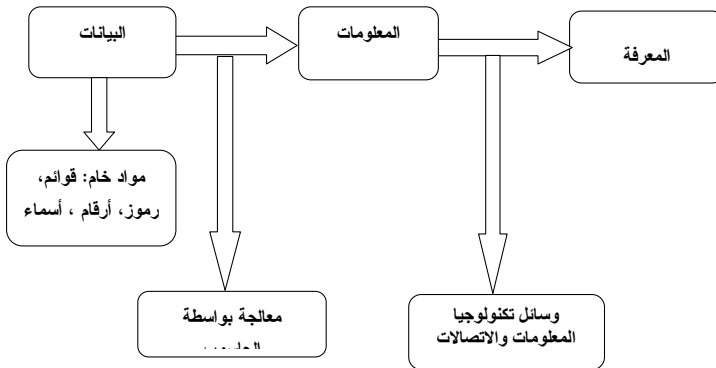 البيانات
المعلومات
المعرفة
مواد خام: قوائم،
رموز، أرقام ، أسماء
معالجة بواسطة
وسائل تكنولوجيا
المعلومات والاتصالات